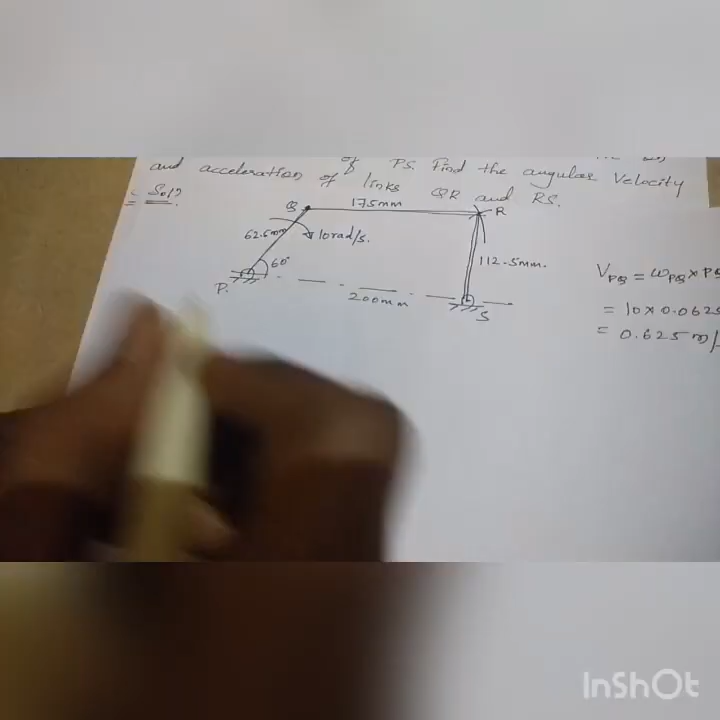 of PS. Find the angular velocity
and acceleration of links QR and RS.
Sol?
Q 175mm R
62.5mm 10rad/s.
60°
112.5mm.
P. 200mm S
V_PQ = ω_PQ × PQ
= 10×0.0625
= 0.625 m/
InShOt